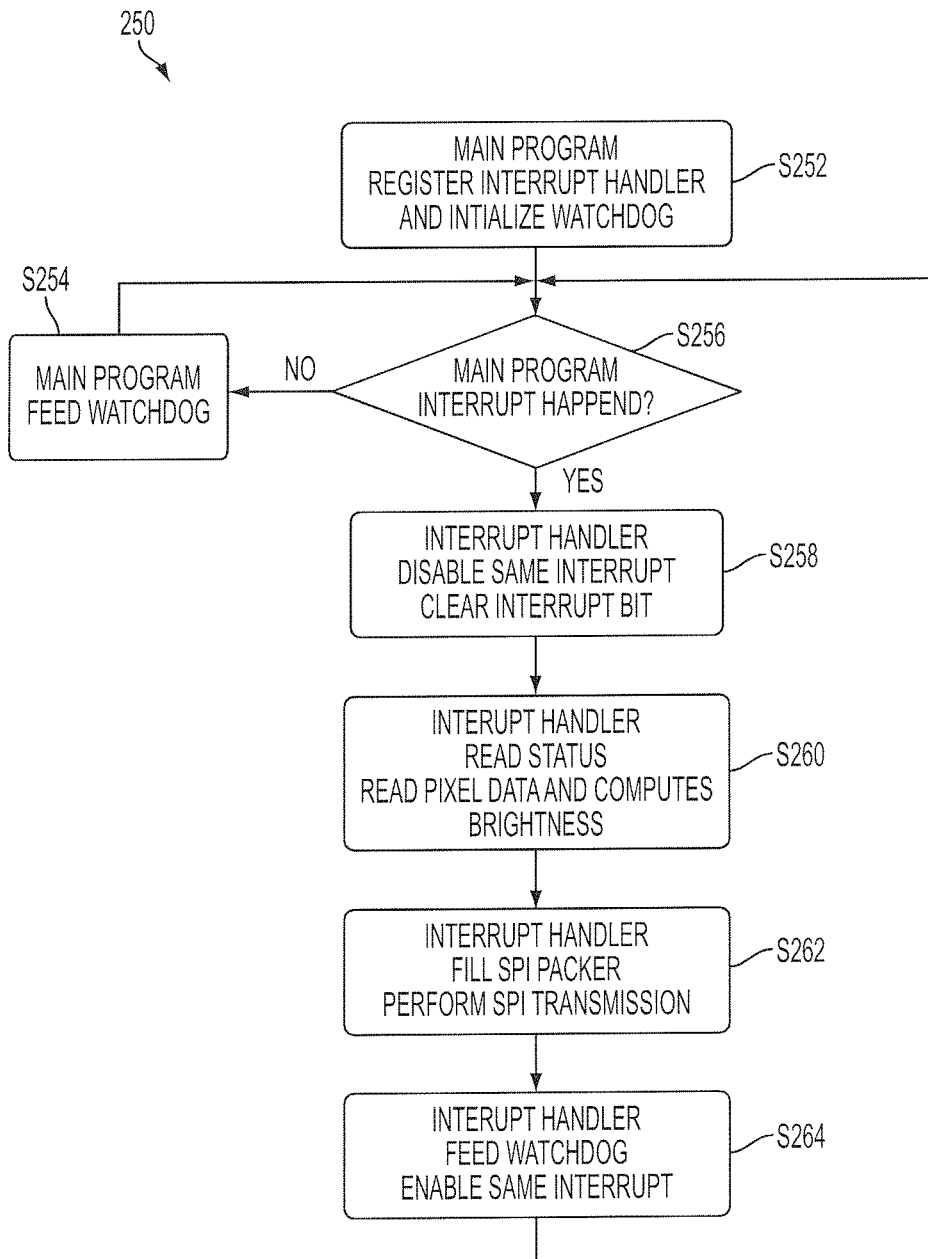 250
MAIN PROGRAM
REGISTER INTERRUPT HANDLER
AND INTIALIZE WATCHDOG
S252
S254
MAIN PROGRAM
FEED WATCHDOG
NO
S256
MAIN PROGRAM
INTERRUPT HAPPEND?
YES
INTERRUPT HANDLER
DISABLE SAME INTERRUPT
CLEAR INTERRUPT BIT
S258
INTERUPT HANDLER
READ STATUS
READ PIXEL DATA AND COMPUTES
BRIGHTNESS
S260
INTERRUPT HANDLER
FILL SPI PACKER
PERFORM SPI TRANSMISSION
S262
INTERUPT HANDLER
FEED WATCHDOG
ENABLE SAME INTERRUPT
S264